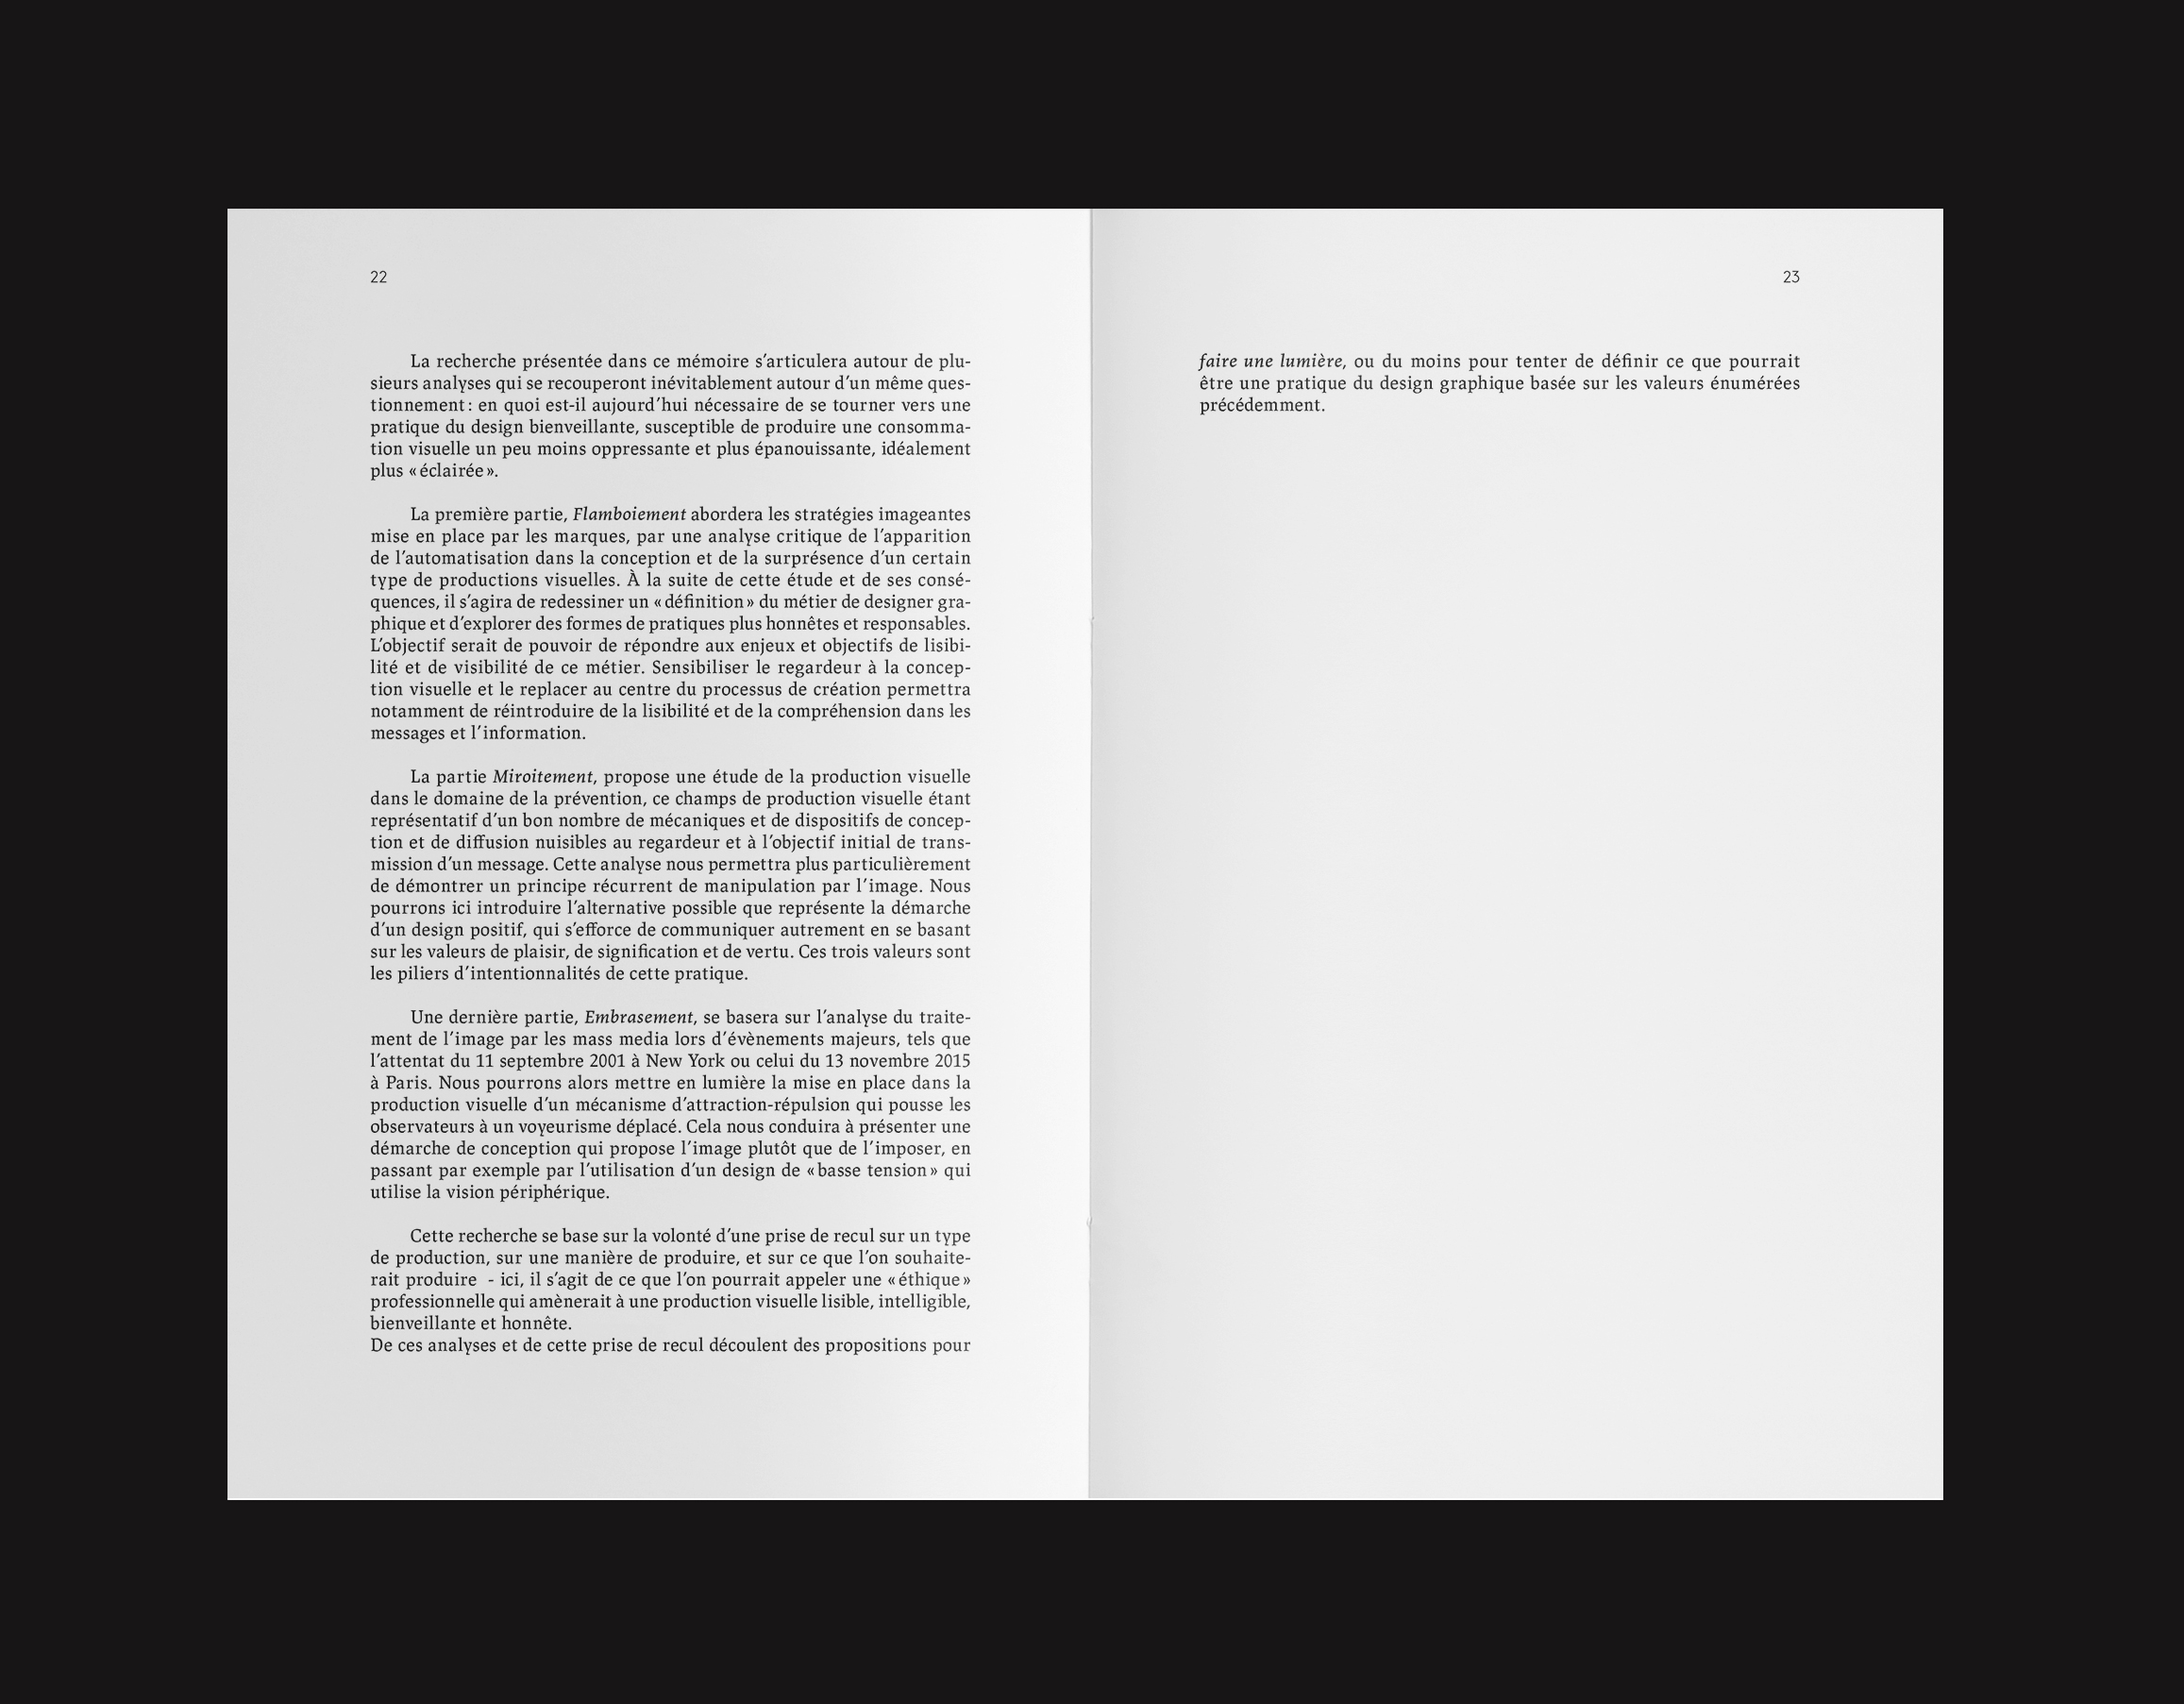 22
La recherche présentée dans ce mémoire s’articulera autour de plu-
sieurs analyses qui se recouperont inévitablement autour d’un même ques-
tionnement : en quoi est-il aujourd’hui nécessaire de se tourner vers une
pratique du design bienveillante, susceptible de produire une consomma-
tion visuelle un peu moins oppressante et plus épanouissante, idéalement
plus « éclairée ».
La première partie, Flamboiement abordera les stratégies imageantes
mise en place par les marques, par une analyse critique de l’apparition
de l’automatisation dans la conception et de la surprésence d’un certain
type de productions visuelles. À la suite de cette étude et de ses consé-
quences, il s’agira de redessiner un « définition » du métier de designer gra-
phique et d’explorer des formes de pratiques plus honnêtes et responsables.
L’objectif serait de pouvoir de répondre aux enjeux et objectifs de lisibi-
lité et de visibilité de ce métier. Sensibiliser le regardeur à la concep-
tion visuelle et le replacer au centre du processus de création permettra
notamment de réintroduire de la lisibilité et de la compréhension dans les
messages et l’information.
La partie Miroitement, propose une étude de la production visuelle
dans le domaine de la prévention, ce champs de production visuelle étant
représentatif d’un bon nombre de mécaniques et de dispositifs de concep-
tion et de diffusion nuisibles au regardeur et à l’objectif initial de trans-
mission d’un message. Cette analyse nous permettra plus particulièrement
de démontrer un principe récurrent de manipulation par l’image. Nous
pourrons ici introduire l’alternative possible que représente la démarche
d’un design positif, qui s’efforce de communiquer autrement en se basant
sur les valeurs de plaisir, de signification et de vertu. Ces trois valeurs sont
les piliers d’intentionnalités de cette pratique.
Une dernière partie, Embrasement, se basera sur l’analyse du traite-
ment de l’image par les mass media lors d’évènements majeurs, tels que
l’attentat du 11 septembre 2001 à New York ou celui du 13 novembre 2015
à Paris. Nous pourrons alors mettre en lumière la mise en place dans la
production visuelle d’un mécanisme d’attraction-répulsion qui pousse les
observateurs à un voyeurisme déplacé. Cela nous conduira à présenter une
démarche de conception qui propose l’image plutôt que de l’imposer, en
passant par exemple par l’utilisation d’un design de « basse tension » qui
utilise la vision périphérique.
Cette recherche se base sur la volonté d’une prise de recul sur un type
de production, sur une manière de produire, et sur ce que l’on souhaite-
rait produire  - ici, il s’agit de ce que l’on pourrait appeler une « éthique »
professionnelle qui amènerait à une production visuelle lisible, intelligible,
bienveillante et honnête.
De ces analyses et de cette prise de recul découlent des propositions pour
23
faire une lumière, ou du moins pour tenter de définir ce que pourrait
être une pratique du design graphique basée sur les valeurs énumérées
précédemment.